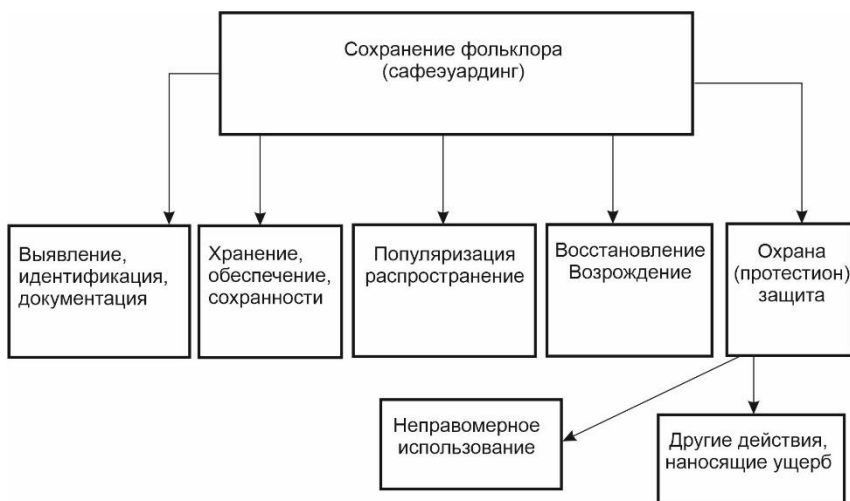 Сохранение фольклора
(сафеэуардинг)
Выявление,
идентификация,
документация
Хранение,
обеспечение,
сохранности
Популяризация
распространение
Восстановление
Возрождение
Охрана
(протестион)
защита
Неправомерное
использование
Другие действия,
наносящие ущерб